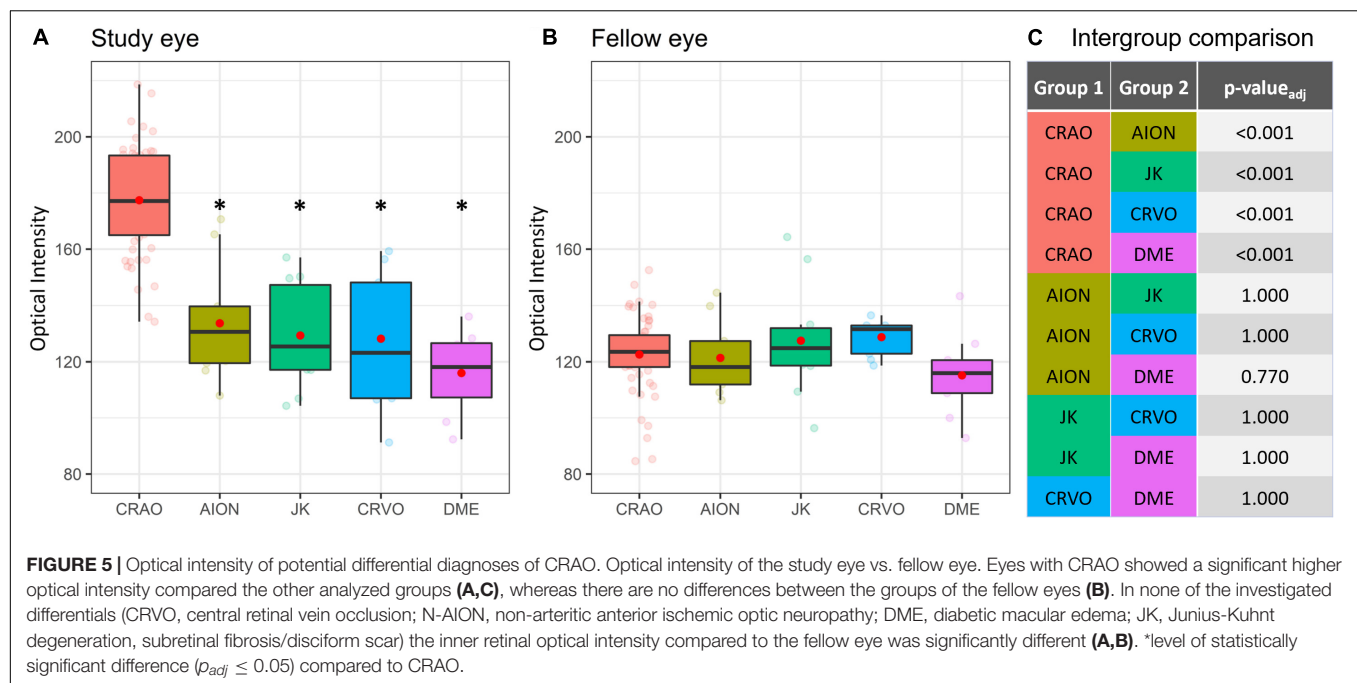 A Study eye
B Fellow eye
C Intergroup comparison
Optical Intensity
200
160
120
80
* * * *
CRAO AION JK CRVO DME
Optical Intensity
200
160
120
80
CRAO AION JK CRVO DME
Group 1 Group 2 p-value adj
CRAO AION <0.001
CRAO JK <0.001
CRAO CRVO <0.001
CRAO DME <0.001
AION JK 1.000
AION CRVO 1.000
AION DME 0.770
JK CRVO 1.000
JK DME 1.000
CRVO DME 1.000
FIGURE 5 | Optical intensity of potential differential diagnoses of CRAO. Optical intensity of the study eye vs. fellow eye. Eyes with CRAO showed a significant higher
optical intensity compared the other analyzed groups (A,C), whereas there are no differences between the groups of the fellow eyes (B). In none of the investigated
differentials (CRVO, central retinal vein occlusion; N-AION, non-arteritic anterior ischemic optic neuropathy; DME, diabetic macular edema; JK, Junius-Kuhnt
degeneration, subretinal fibrosis/disciform scar) the inner retinal optical intensity compared to the fellow eye was significantly different (A,B). *level of statistically
significant difference (p adj ≤ 0.05) compared to CRAO.